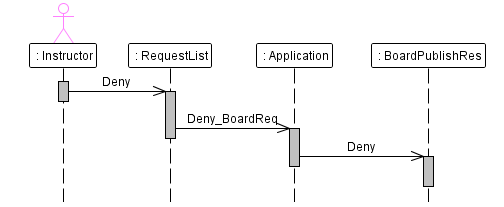 : Instructor
: RequestList
: Application
: BoardPublishRes
Deny
Deny_BoardReq
Deny